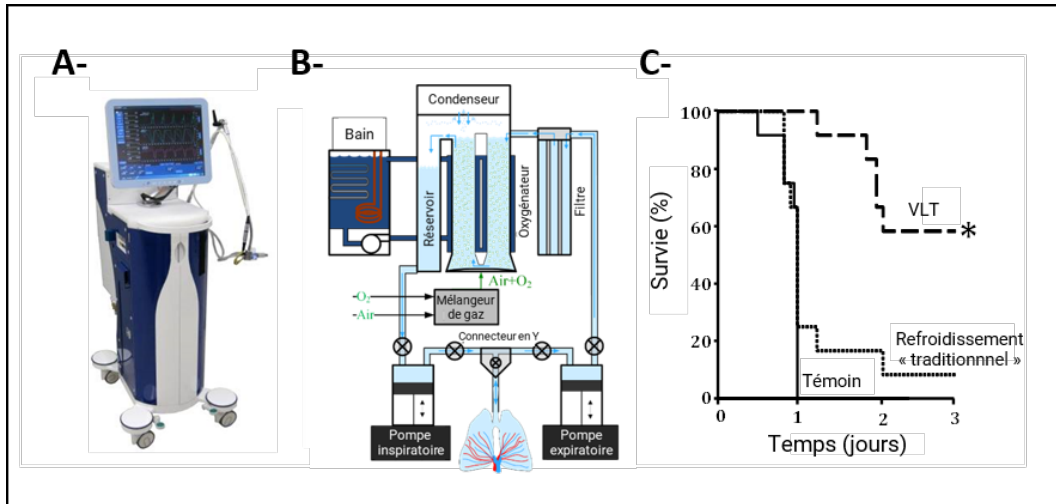 A-
B-
C-
Condenseur
Bain
Réservoir
Oxygénateur
Filtre
Air+O₂
-O₂
-Air
Mélangeur
de gaz
Connecteur en Y
Pompe
inspiratoire
Pompe
expiratoire
Survie (%)
100
80
60
40
20
0
0
1
2
3
VLT
*
Refroidissement
« traditionnnel »
Témoin
Temps (jours)